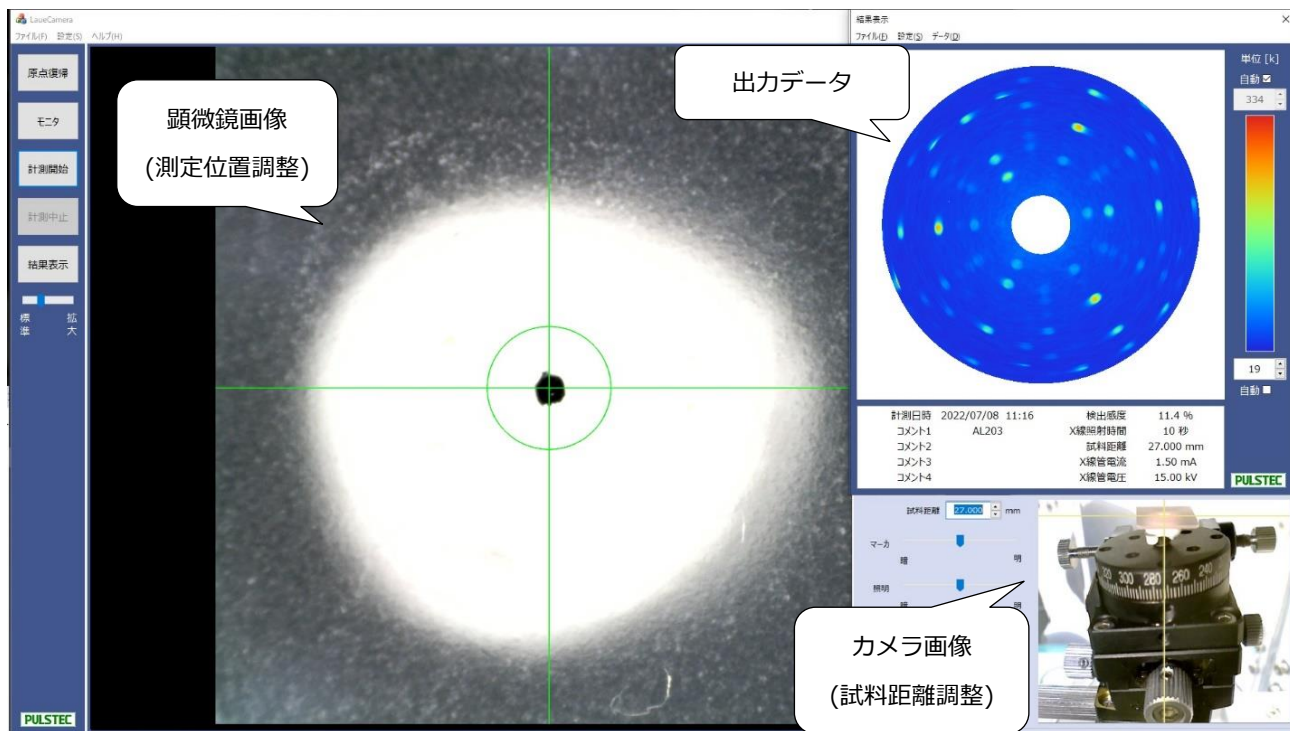 LaueCamera
ファイル(F) 設定(S) ヘルプ(H)
原点復帰
モニタ
計測開始
計測中止
結果表示
標準 拡大
PULSTEC
顕微鏡画像
(測定位置調整)
結果表示
ファイル(F) 設定(S) データ(D)
出力データ
単位 [k]
自動
334
19
自動
計測日時 2022/07/08 11:16 検出感度 11.4 %
コメント1 AL203 X線照射時間 10 秒
コメント2 試料距離 27.000 mm
コメント3 X線管電流 1.50 mA
コメント4 X線管電圧 15.00 kV
PULSTEC
試料距離 27.000 mm
マーカ
暗 明
照明
カメラ画像
(試料距離調整)
300 280 260 240